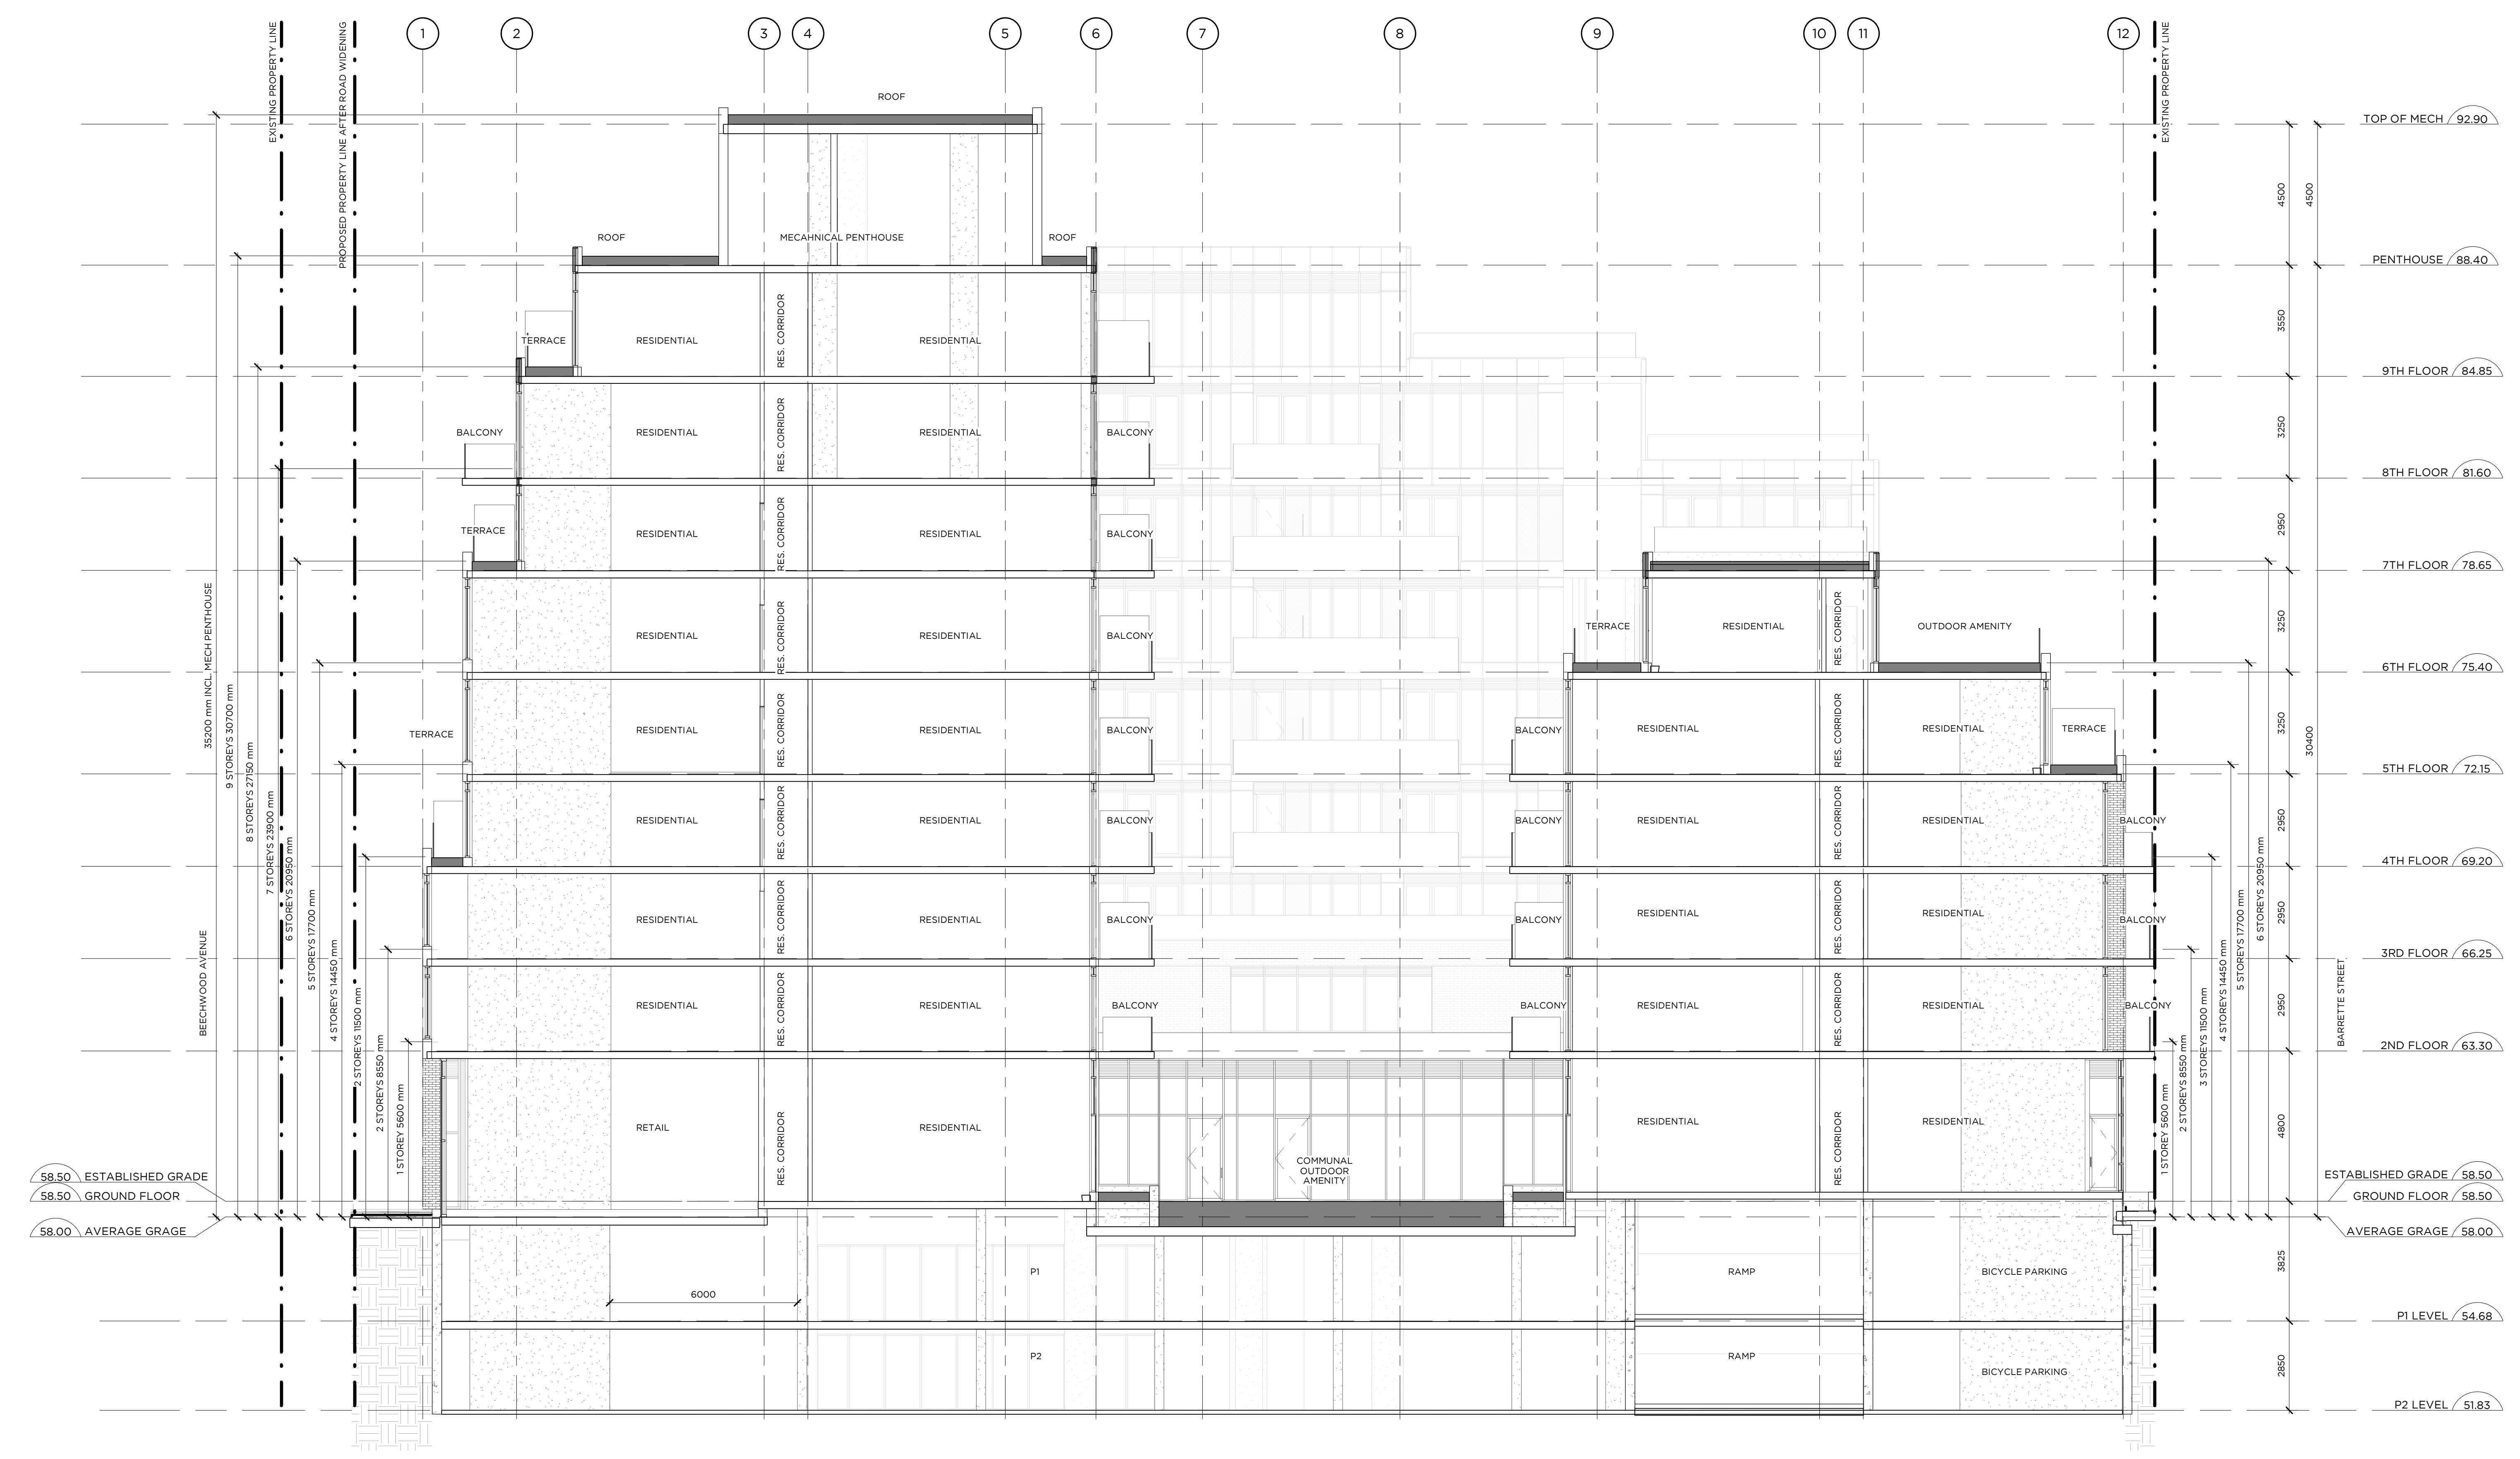 1 2 3 4 5 6 7 8 9 10 11 12
EXISTING PROPERTY LINE
PROPOSED PROPERTY LINE AFTER ROAD WIDENING
EXISTING PROPERTY LINE
ROOF
TOP OF MECH 92.90
4500
4500
ROOF
MECAHNICAL PENTHOUSE
ROOF
PENTHOUSE 88.40
3550
TERRACE
RESIDENTIAL
RES. CORRIDOR
RESIDENTIAL
9TH FLOOR 84.85
3250
BALCONY
RESIDENTIAL
RES. CORRIDOR
RESIDENTIAL
BALCONY
8TH FLOOR 81.60
2950
TERRACE
RESIDENTIAL
RES. CORRIDOR
RESIDENTIAL
BALCONY
7TH FLOOR 78.65
3250
RESIDENTIAL
RES. CORRIDOR
RESIDENTIAL
BALCONY
TERRACE
RESIDENTIAL
RES. CORRIDOR
OUTDOOR AMENITY
6TH FLOOR 75.40
3250
30400
TERRACE
RESIDENTIAL
RES. CORRIDOR
RESIDENTIAL
BALCONY
BALCONY
RESIDENTIAL
RES. CORRIDOR
RESIDENTIAL
TERRACE
5TH FLOOR 72.15
2950
RESIDENTIAL
RES. CORRIDOR
RESIDENTIAL
BALCONY
BALCONY
RESIDENTIAL
RES. CORRIDOR
RESIDENTIAL
BALCONY
4TH FLOOR 69.20
2950
RESIDENTIAL
RES. CORRIDOR
RESIDENTIAL
BALCONY
BALCONY
RESIDENTIAL
RES. CORRIDOR
RESIDENTIAL
BALCONY
3RD FLOOR 66.25
2950
RESIDENTIAL
RES. CORRIDOR
RESIDENTIAL
BALCONY
BALCONY
RESIDENTIAL
RES. CORRIDOR
RESIDENTIAL
BALCONY
2ND FLOOR 63.30
4800
RETAIL
RES. CORRIDOR
RESIDENTIAL
COMMUNAL
OUTDOOR
AMENITY
RESIDENTIAL
RES. CORRIDOR
RESIDENTIAL
BEECHWOOD AVENUE
35200 mm INCL. MECH PENTHOUSE
9 STOREYS 30700 mm
8 STOREYS 27150 mm
7 STOREYS 23900 mm
6 STOREYS 20950 mm
5 STOREYS 17700 mm
4 STOREYS 14450 mm
2 STOREYS 11500 mm
2 STOREYS 8550 mm
1 STOREY 5600 mm
1 STOREY 5600 mm
2 STOREYS 8550 mm
3 STOREYS 11500 mm
4 STOREYS 14450 mm
5 STOREYS 17700 mm
6 STOREYS 20950 mm
BARRETTE STREET
58.50 ESTABLISHED GRADE
58.50 GROUND FLOOR
58.00 AVERAGE GRAGE
ESTABLISHED GRADE 58.50
GROUND FLOOR 58.50
AVERAGE GRAGE 58.00
3825
6000
P1
RAMP
BICYCLE PARKING
P1 LEVEL 54.68
2850
P2
RAMP
BICYCLE PARKING
P2 LEVEL 51.83